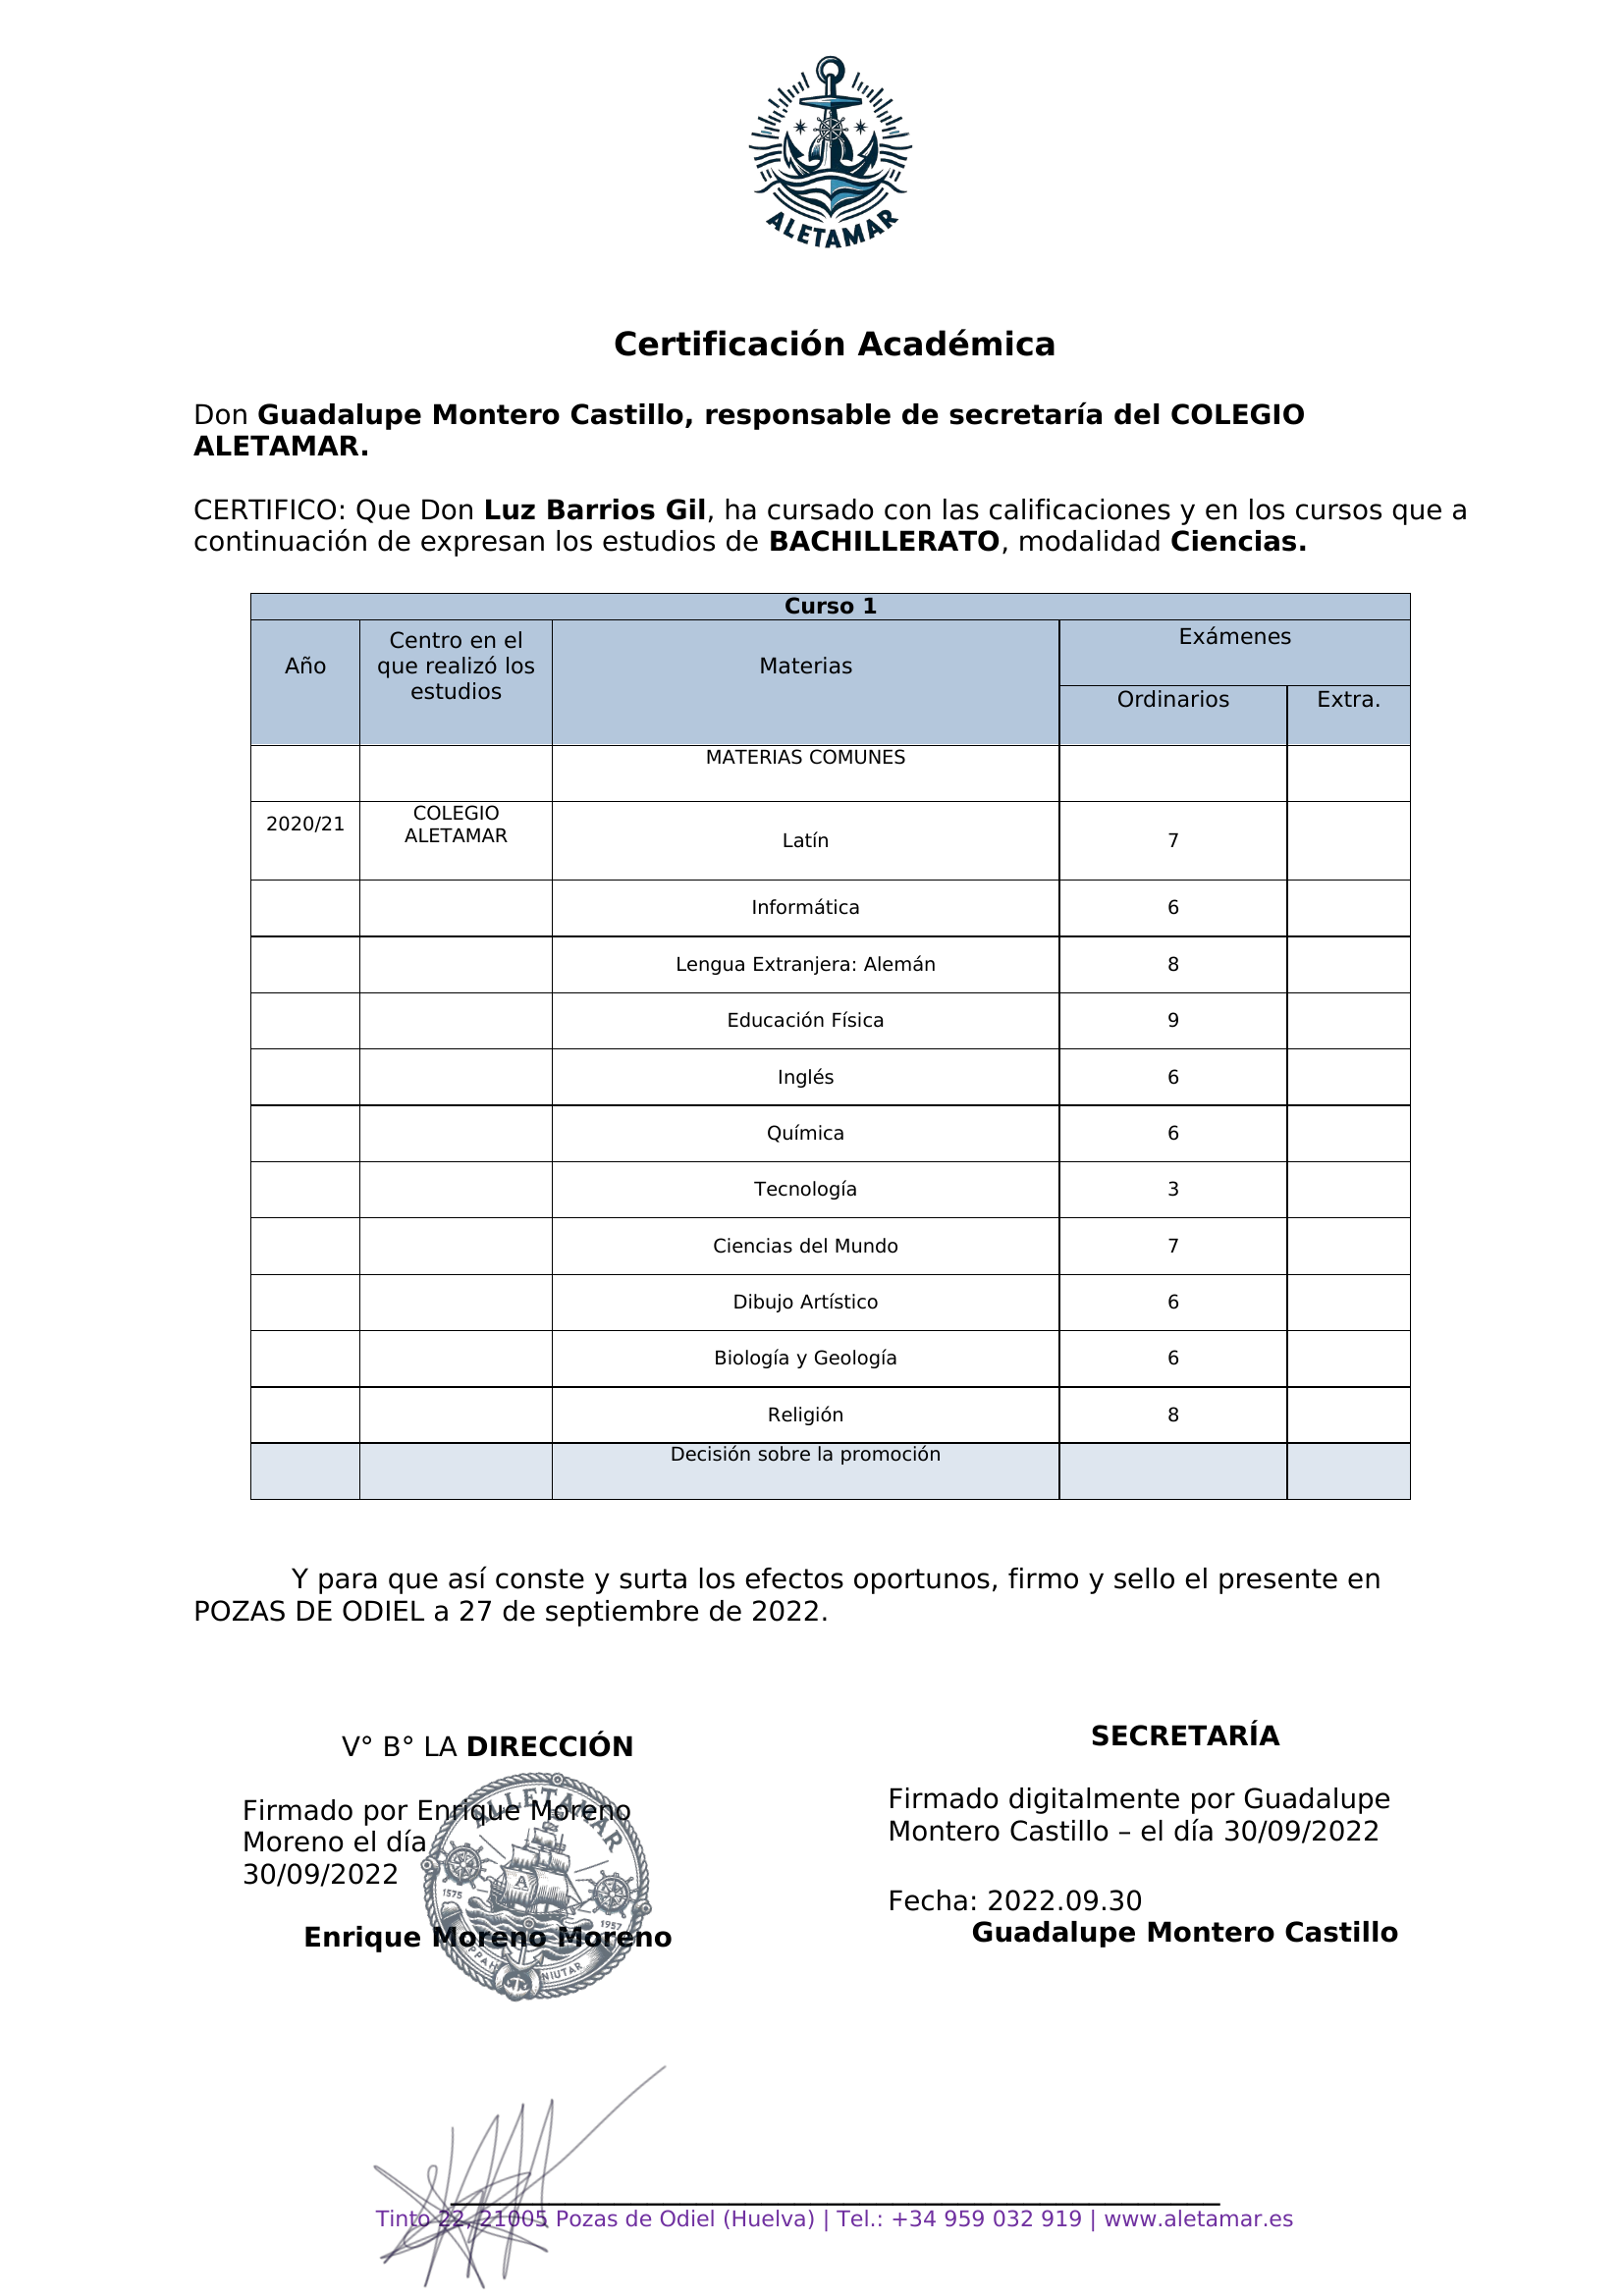 ALETAMAR
Certificación Académica
Don Guadalupe Montero Castillo, responsable de secretaría del COLEGIO
ALETAMAR.
CERTIFICO: Que Don Luz Barrios Gil, ha cursado con las calificaciones y en los cursos que a
continuación de expresan los estudios de BACHILLERATO, modalidad Ciencias.
Curso 1
Año
Centro en el
que realizó los
estudios
Materias
Exámenes
Ordinarios
Extra.
MATERIAS COMUNES
2020/21
COLEGIO
ALETAMAR
Latín
7
Informática
6
Lengua Extranjera: Alemán
8
Educación Física
9
Inglés
6
Química
6
Tecnología
3
Ciencias del Mundo
7
Dibujo Artístico
6
Biología y Geología
6
Religión
8
Decisión sobre la promoción
Y para que así conste y surta los efectos oportunos, firmo y sello el presente en
POZAS DE ODIEL a 27 de septiembre de 2022.
V° B° LA DIRECCIÓN
Firmado por Enrique Moreno
Moreno el día
30/09/2022
Enrique Moreno Moreno
ALLETAMAR
A
1575
1957
NIUTAR
SECRETARÍA
Firmado digitalmente por Guadalupe
Montero Castillo – el día 30/09/2022
Fecha: 2022.09.30
Guadalupe Montero Castillo
Tinto 22, 21005 Pozas de Odiel (Huelva) | Tel.: +34 959 032 919 | www.aletamar.es